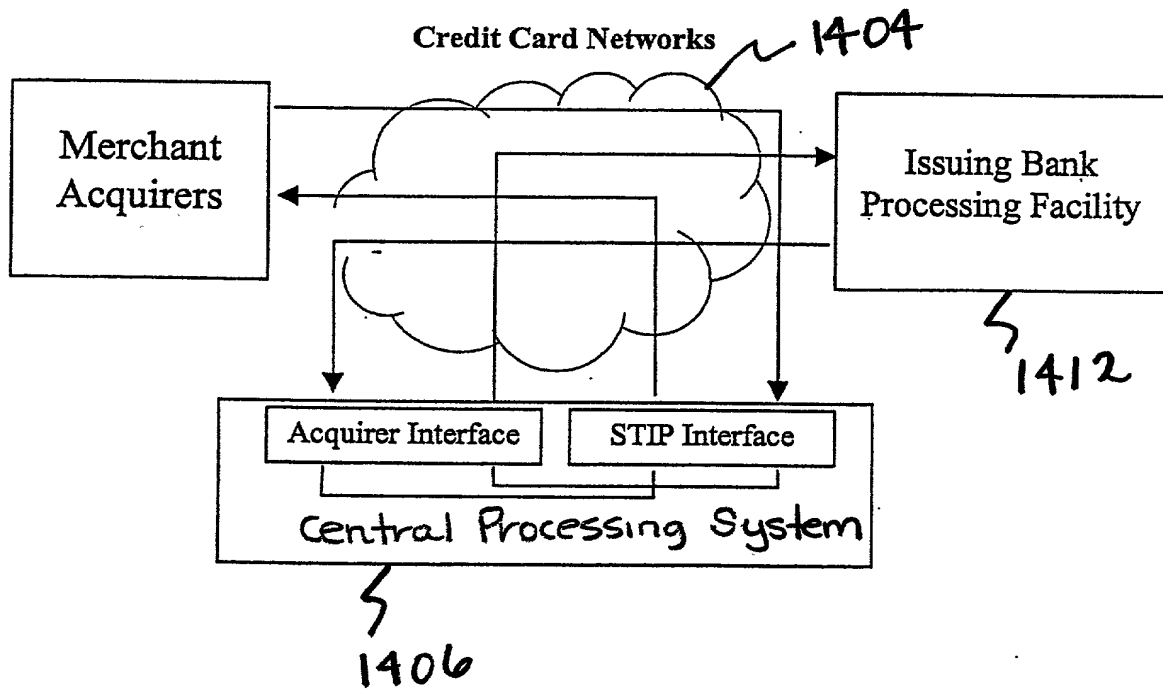 Credit Card Networks
1404
Merchant
Acquirers
Issuing Bank
Processing Facility
1412
Acquirer Interface
STIP Interface
Central Processing System
1406